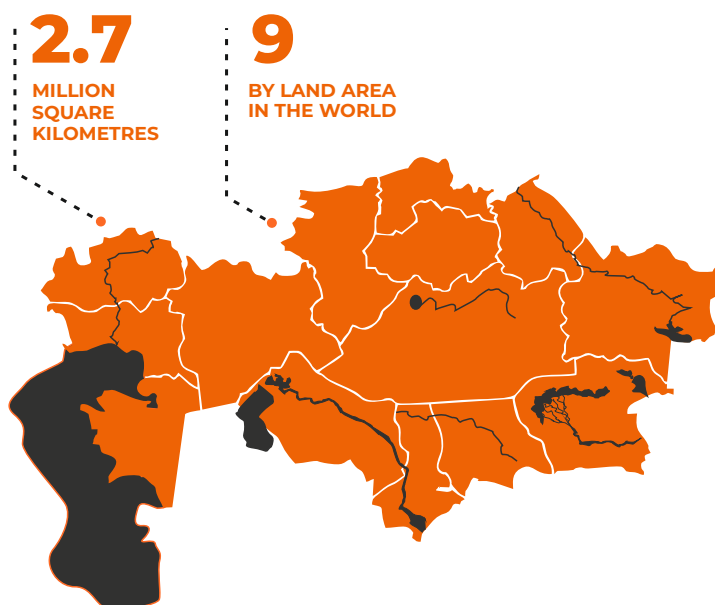 2.7
MILLION
SQUARE
KILOMETRES
9
BY LAND AREA
IN THE WORLD